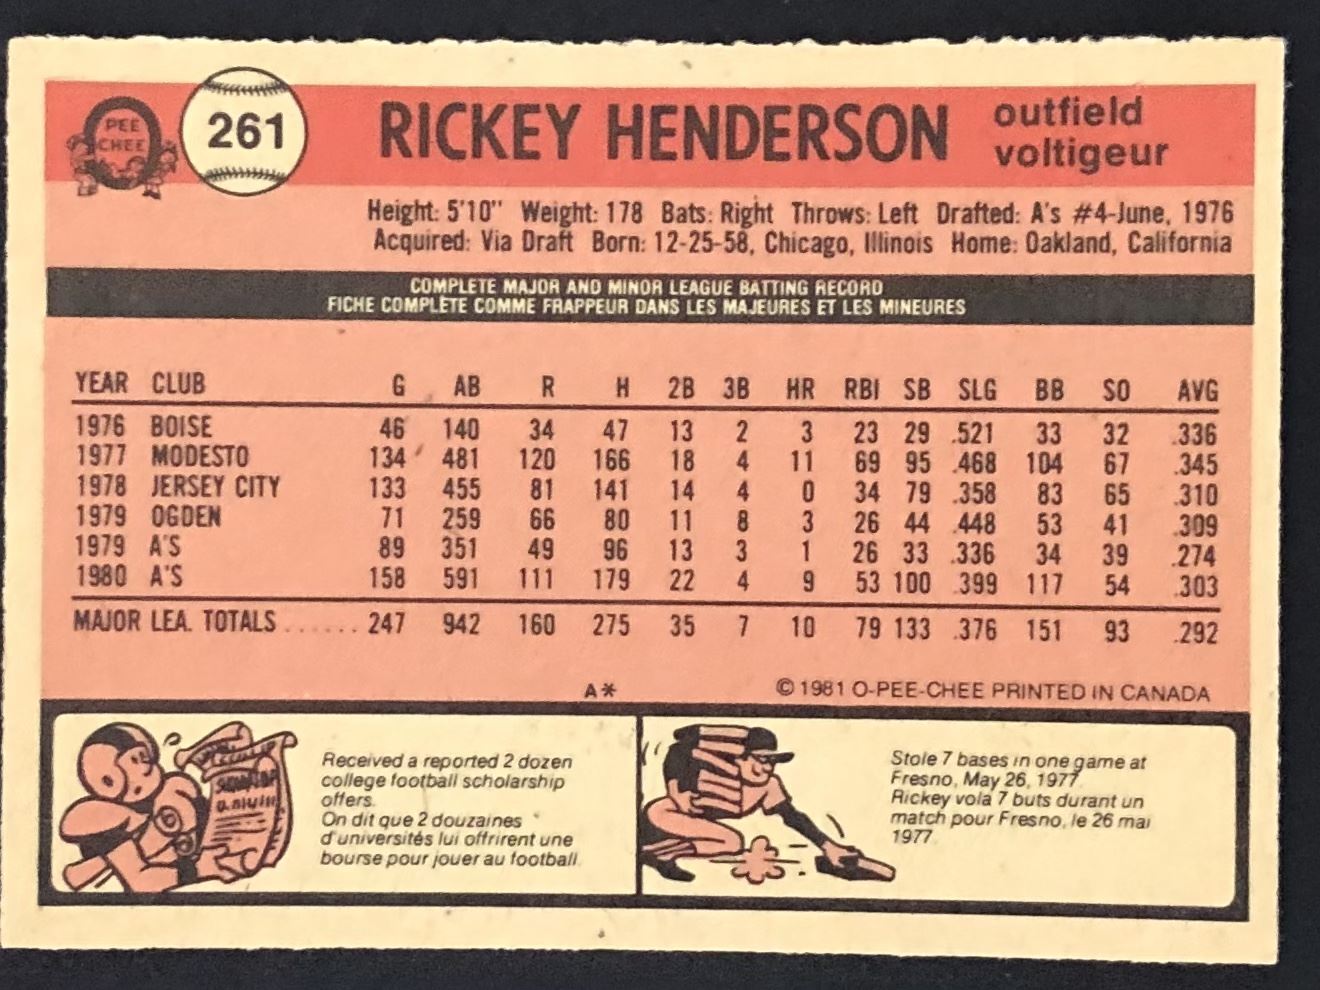 PEE
CHEE
261
RICKEY HENDERSON
outfield
voltigeur
Height: 5'10" Weight: 178 Bats: Right Throws: Left Drafted: A's #4-June, 1976
Acquired: Via Draft Born: 12-25-58, Chicago, Illinois Home: Oakland, California
COMPLETE MAJOR AND MINOR LEAGUE BATTING RECORD
FICHE COMPLÈTE COMME FRAPPEUR DANS LES MAJEURES ET LES MINEURES
YEAR CLUB G AB R H 2B 3B HR RBI SB SLG BB SO AVG
1976 BOISE 46 140 34 47 13 2 3 23 29 .521 33 32 .336
1977 MODESTO 134 481 120 166 18 4 11 69 95 .468 104 67 .345
1978 JERSEY CITY 133 455 81 141 14 4 0 34 79 .358 83 65 .310
1979 OGDEN 71 259 66 80 11 8 3 26 44 .448 53 41 .309
1979 A'S 89 351 49 96 13 3 1 26 33 .336 34 39 .274
1980 A'S 158 591 111 179 22 4 9 53 100 .399 117 54 .303
MAJOR LEA. TOTALS ...... 247 942 160 275 35 7 10 79 133 .376 151 93 .292
A*
© 1981 O-PEE-CHEE PRINTED IN CANADA
Received a reported 2 dozen
college football scholarship
offers.
On dit que 2 douzaines
d'universités lui offrirent une
bourse pour jouer au football.
Stole 7 bases in one game at
Fresno, May 26, 1977.
Rickey vola 7 buts durant un
match pour Fresno, le 26 mai
1977.